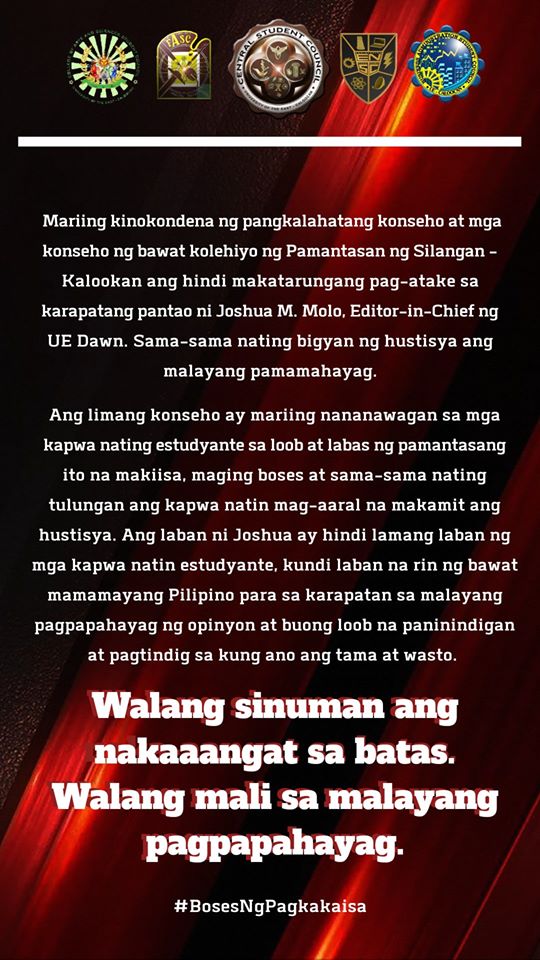 FASC
CENTRAL STUDENT COUNCIL
Mariing kinokondena ng pangkalahatang konseho at mga
konseho ng bawat kolehiyo ng Pamantasan ng Silangan -
Kalookan ang hindi makatarungang pag-atake sa
karapatang pantao ni Joshua M. Molo, Editor-in-Chief ng
UE Dawn. Sama-sama nating bigyan ng hustisya ang
malayang pamamahayag.
Ang limang konseho ay mariing nananawagan sa mga
kapwa nating estudyante sa loob at labas ng pamantasang
ito na makiisa, maging boses at sama-sama nating
tulungan ang kapwa natin mag-aaral na makamit ang
hustisya. Ang laban ni Joshua ay hindi lamang laban ng
mga kapwa natin estudyante, kundi laban na rin ng bawat
mamamayang Pilipino para sa karapatan sa malayang
pagpapahayag ng opinyon at buong loob na paninindigan
at pagtindig sa kung ano ang tama at wasto.
Walang sinuman ang
nakaaangat sa batas.
Walang mali sa malayang
pagpapahayag.
#BosesNgPagkakaisa